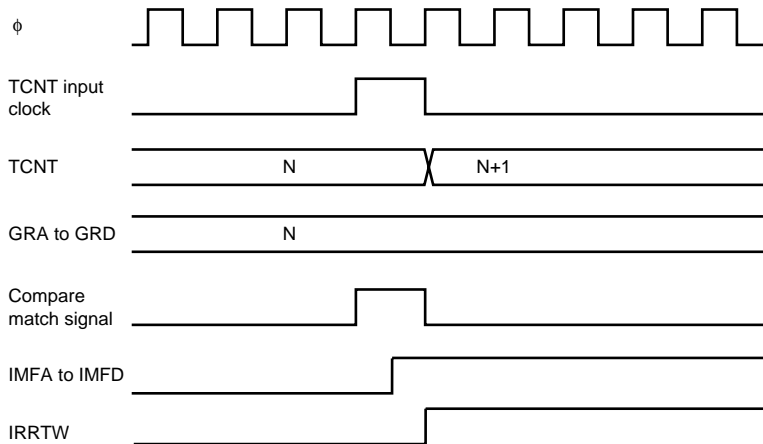 ϕ
TCNT input
clock
TCNT
N
N+1
GRA to GRD
N
Compare
match signal
IMFA to IMFD
IRRTW